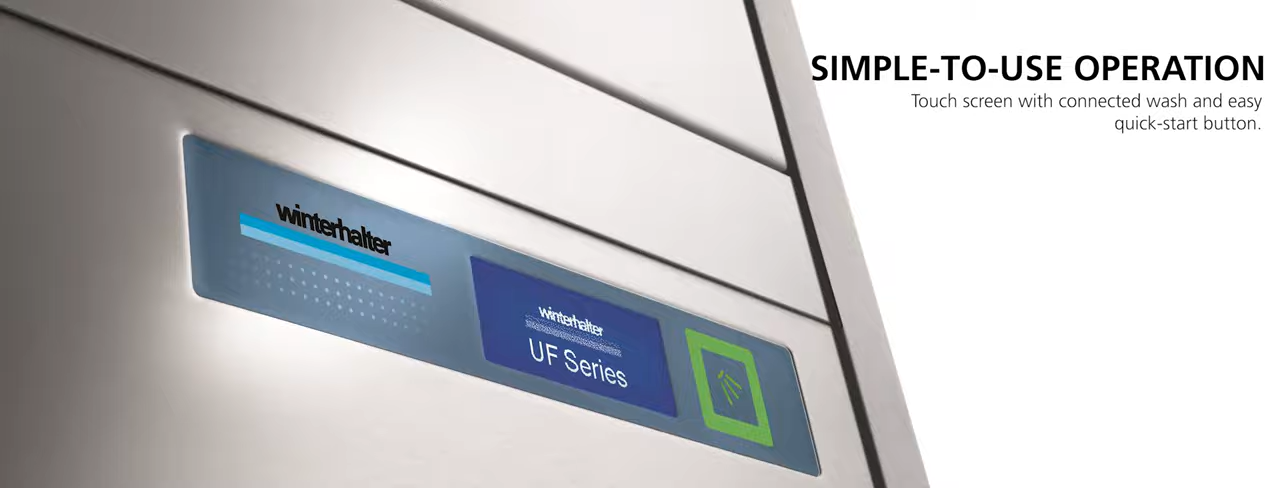 SIMPLE-TO-USE OPERATION
Touch screen with connected wash and easy
quick-start button.
winterhalter
winterhalter
UF Series